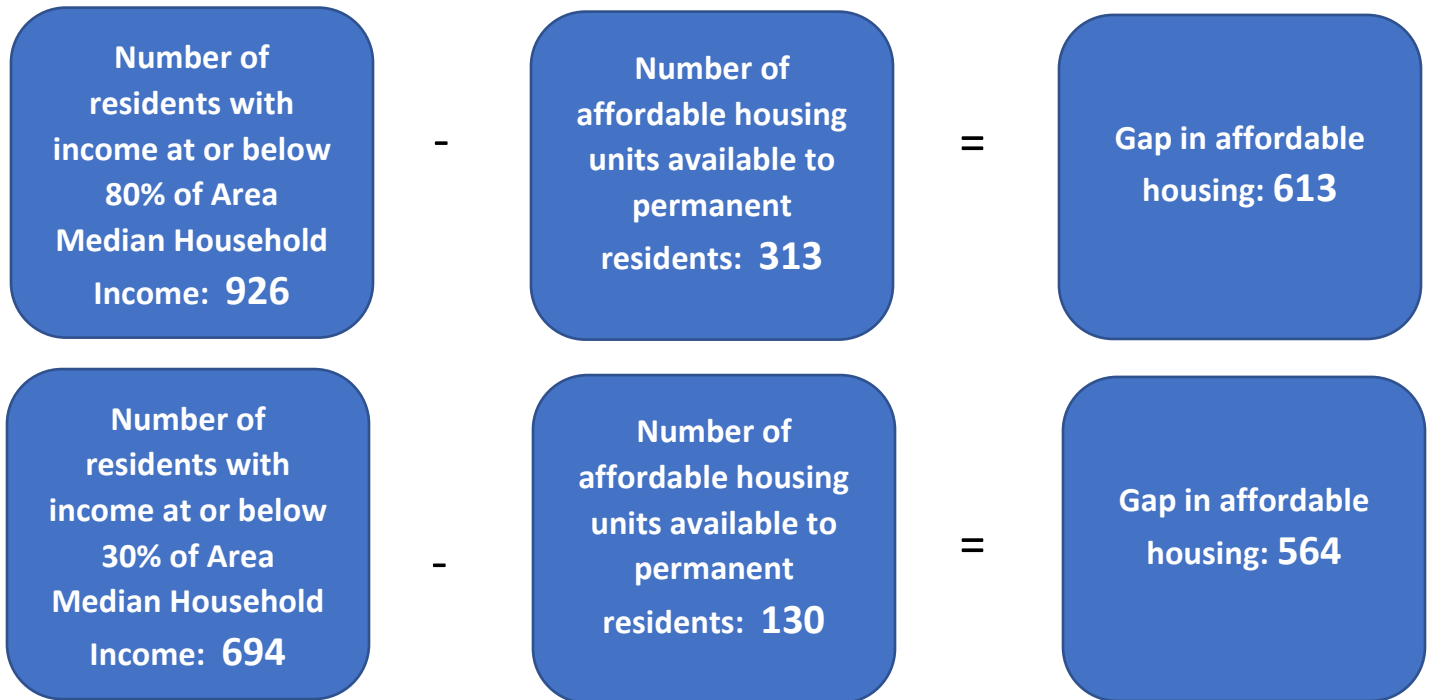 Number of
residents with
income at or below
80% of Area
Median Household
Income: 926
-
Number of
affordable housing
units available to
permanent
residents: 313
=
Gap in affordable
housing: 613
Number of
residents with
income at or below
30% of Area
Median Household
Income: 694
-
Number of
affordable housing
units available to
permanent
residents: 130
=
Gap in affordable
housing: 564